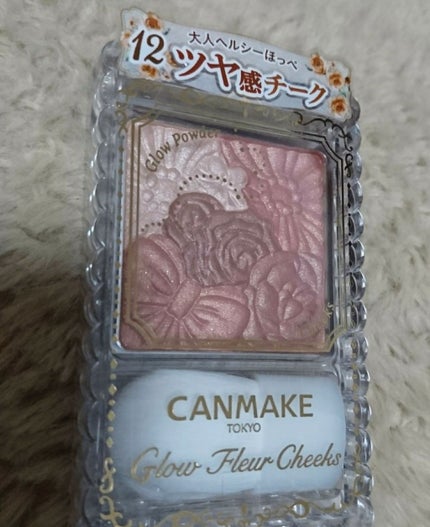 大人ヘルシーほっぺ
12 ツヤ感チーク
Glow Powder
CANMAKE
TOKYO
Glow Fleur Cheeks